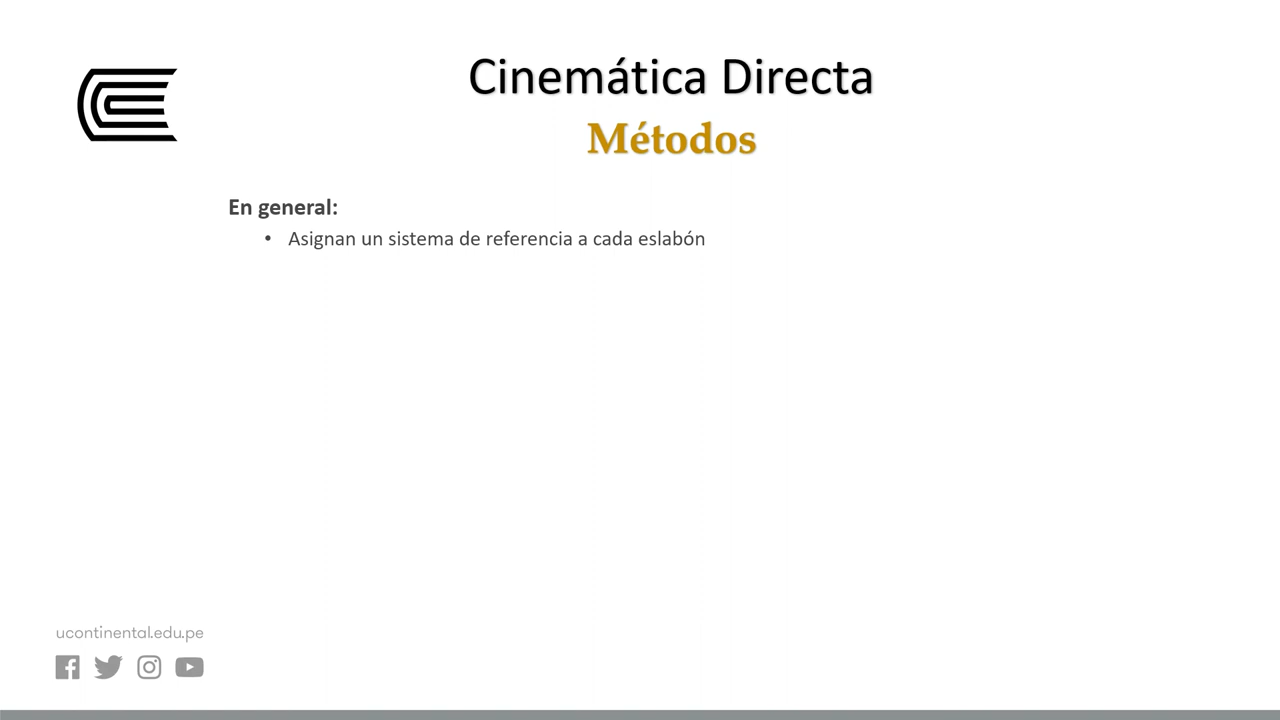 Cinemática Directa
Métodos
En general:
• Asignan un sistema de referencia a cada eslabón
ucontinental.edu.pe